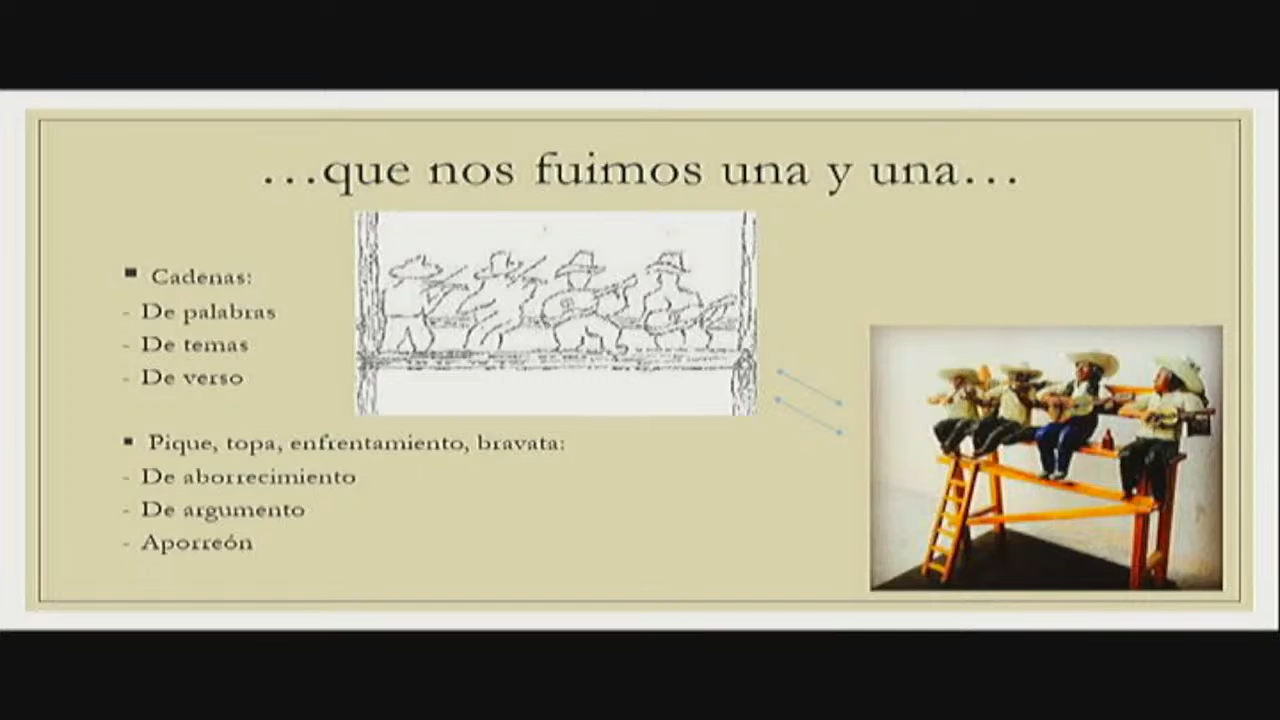 …que nos fuimos una y una…
▪ Cadenas:
- De palabras
- De temas
- De verso
▪ Pique, topa, enfrentamiento, bravata:
- De aborrecimiento
- De argumento
- Aporreón